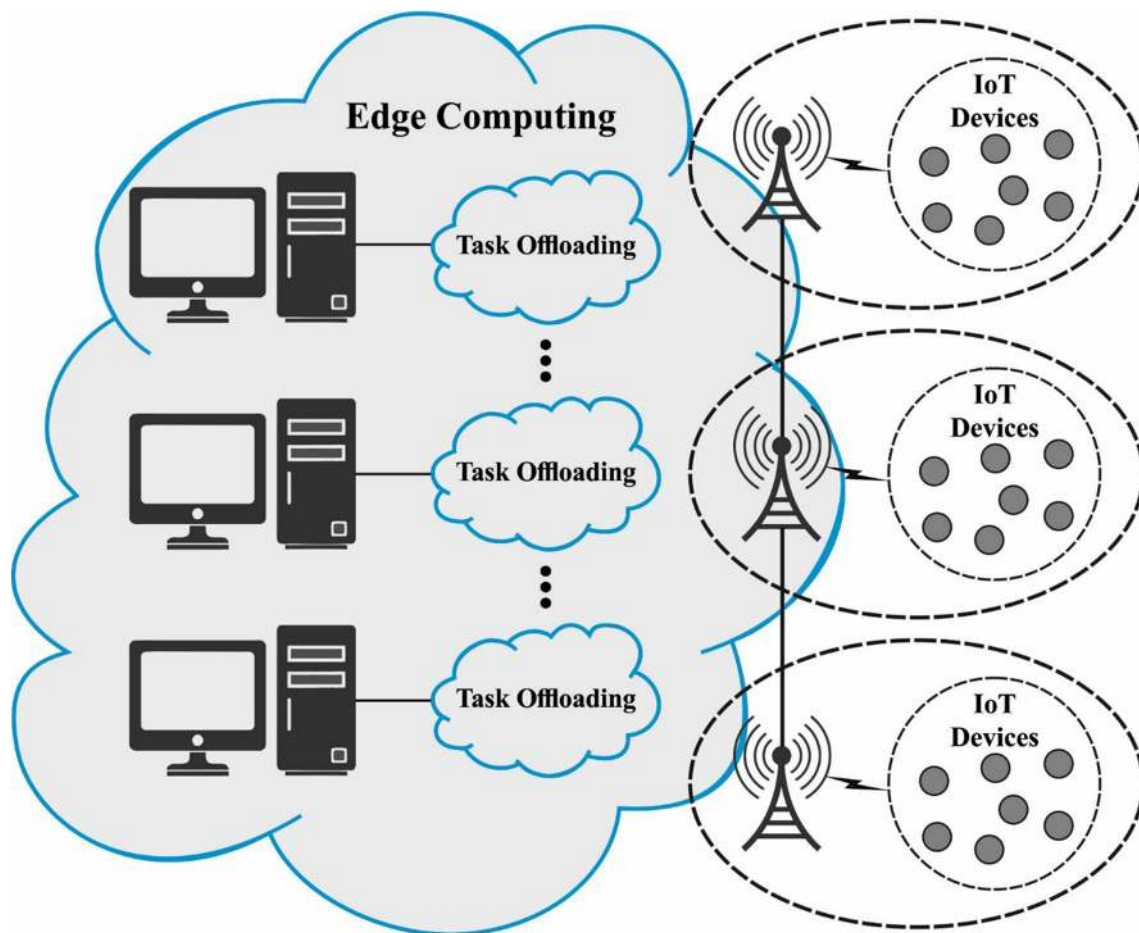 Edge Computing
IoT
Devices
Task Offloading
IoT
Devices
Task Offloading
IoT
Devices
Task Offloading